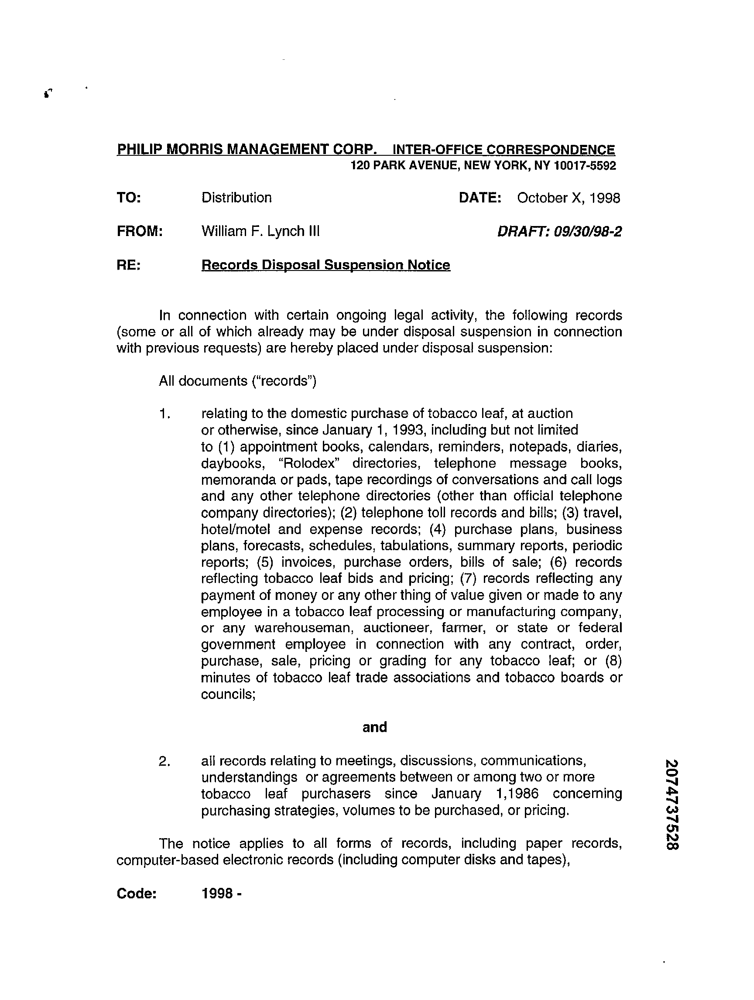 PHILIP MORRIS MANAGEMENT CORP. INTER-OFFICE CORRESPONDENCE
120 PARK AVENUE, NEW YORK, NY 10017-5592
TO: Distribution DATE: October X, 1998
FROM: William F. Lynch III DRAFT: 09/30/98-2
RE: Records Disposal Suspension Notice
In connection with certain ongoing legal activity, the following records
(some or all of which already may be under disposal suspension in connection
with previous requests) are hereby placed under disposal suspension:
All documents ("records")
1. relating to the domestic purchase of tobacco leaf, at auction
or otherwise, since January 1, 1993, including but not limited
to (1) appointment books, calendars, reminders, notepads, diaries,
daybooks, "Rolodex" directories, telephone message books,
memoranda or pads, tape recordings of conversations and call logs
and any other telephone directories (other than official telephone
company directories); (2) telephone toll records and bills; (3) travel,
hotel/motel and expense records; (4) purchase plans, business
plans, forecasts, schedules, tabulations, summary reports, periodic
reports; (5) invoices, purchase orders, bills of sale; (6) records
reflecting tobacco leaf bids and pricing; (7) records reflecting any
payment of money or any other thing of value given or made to any
employee in a tobacco leaf processing or manufacturing company,
or any warehouseman, auctioneer, farmer, or state or federal
government employee in connection with any contract, order,
purchase, sale, pricing or grading for any tobacco leaf; or (8)
minutes of tobacco leaf trade associations and tobacco boards or
councils;
and
2. all records relating to meetings, discussions, communications,
understandings or agreements between or among two or more
tobacco leaf purchasers since January 1,1986 concerning
purchasing strategies, volumes to be purchased, or pricing.
The notice applies to all forms of records, including paper records,
computer-based electronic records (including computer disks and tapes),
Code: 1998 -
2074737528